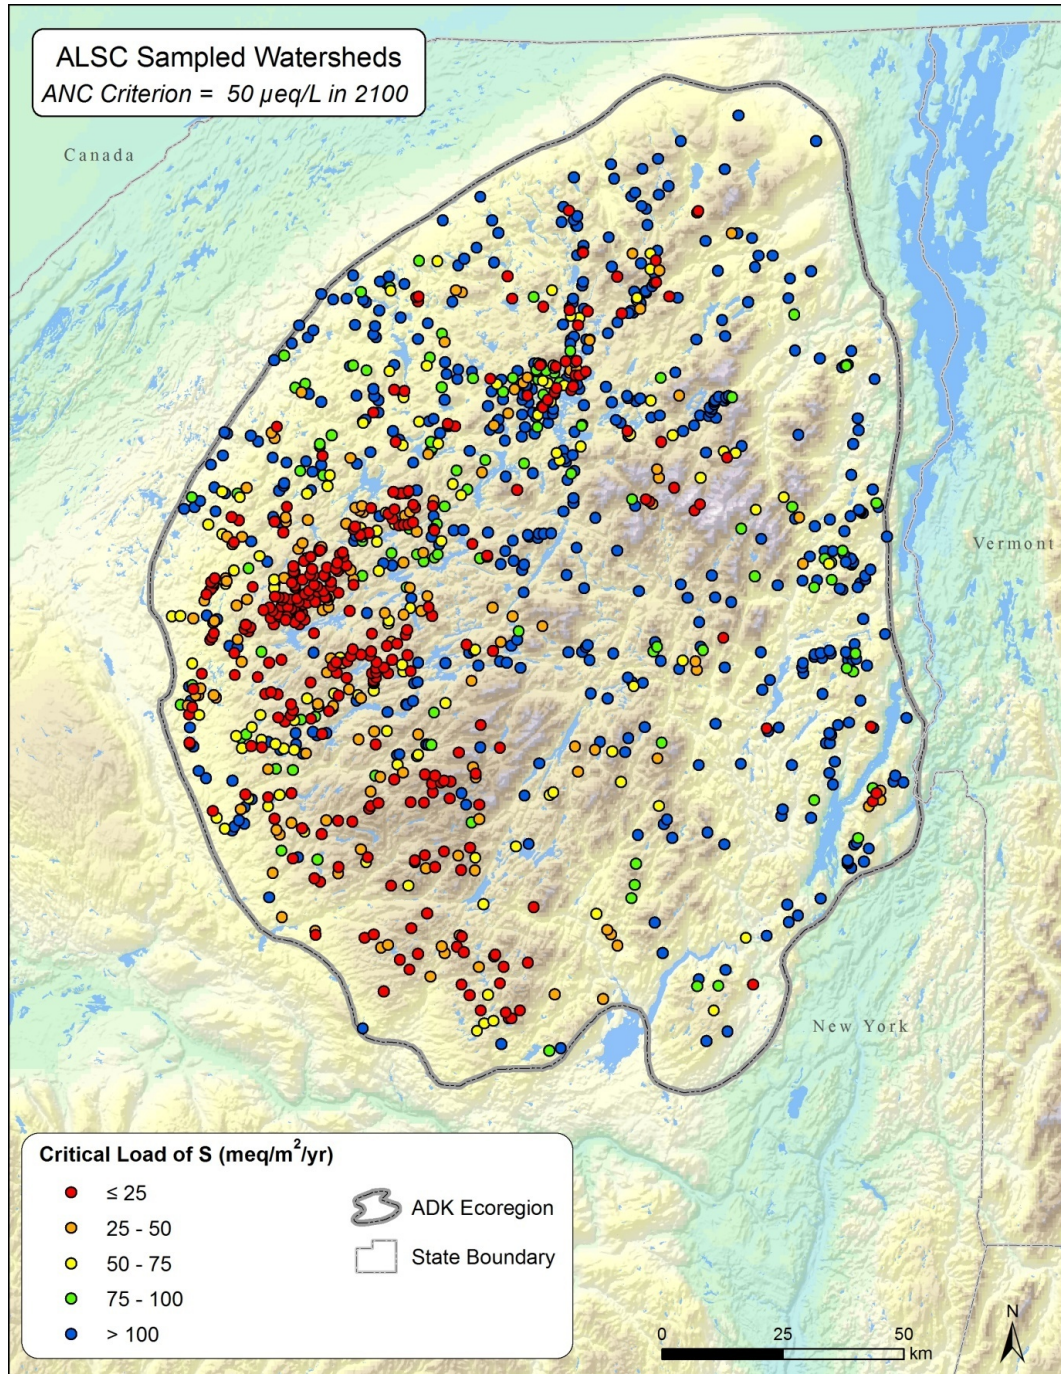 ALSC Sampled Watersheds
ANC Criterion = 50 µeq/L in 2100
Canada
Vermont
New York
Critical Load of S (meq/m²/yr)
≤ 25
25 - 50
50 - 75
75 - 100
> 100
ADK Ecoregion
State Boundary
0 25 50
km
N